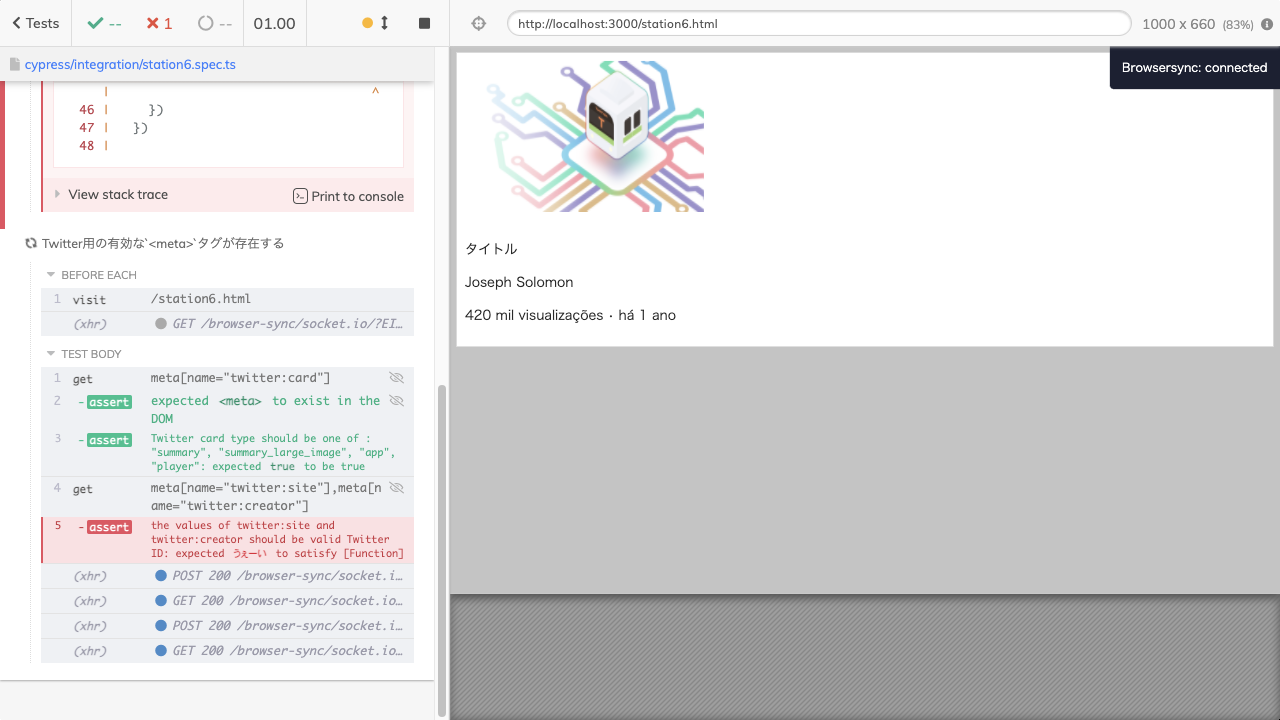 Tests
--
1
--
01.00
http://localhost:3000/station6.html
1000 x 660 (83%)
cypress/integration/station6.spec.ts
Browsersync: connected
| ^
46 | })
47 | })
48 |
View stack trace
Print to console
Twitter用の有効な`<meta>`タグが存在する
BEFORE EACH
1 visit /station6.html
(xhr) GET /browser-sync/socket.io/?EI...
TEST BODY
1 get meta[name="twitter:card"]
2 -assert expected <meta> to exist in the
DOM
3 -assert Twitter card type should be one of :
"summary", "summary_large_image", "app",
"player": expected true to be true
4 get meta[name="twitter:site"],meta[n
ame="twitter:creator"]
5 -assert the values of twitter:site and
twitter:creator should be valid Twitter
ID: expected うぇーい to satisfy [Function]
(xhr) POST 200 /browser-sync/socket.i...
(xhr) GET 200 /browser-sync/socket.io...
(xhr) POST 200 /browser-sync/socket.i...
(xhr) GET 200 /browser-sync/socket.io...
T
タイトル
Joseph Solomon
420 mil visualizações · há 1 ano